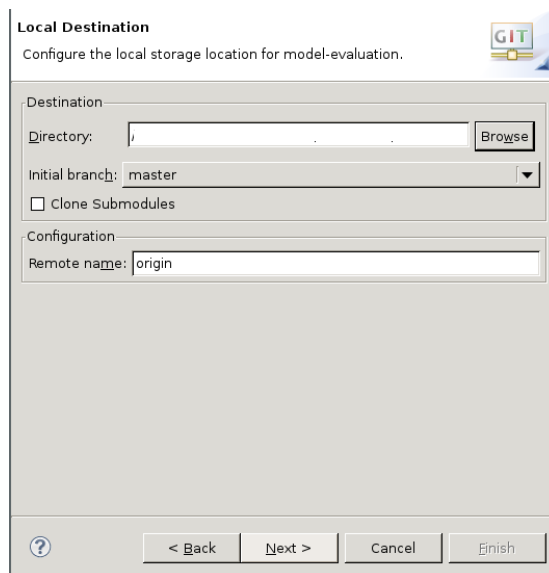 Local Destination
Configure the local storage location for model-evaluation.
GIT
Destination
Directory: Browse
Initial branch: master
Clone Submodules
Configuration
Remote name: origin
? < Back Next > Cancel Finish